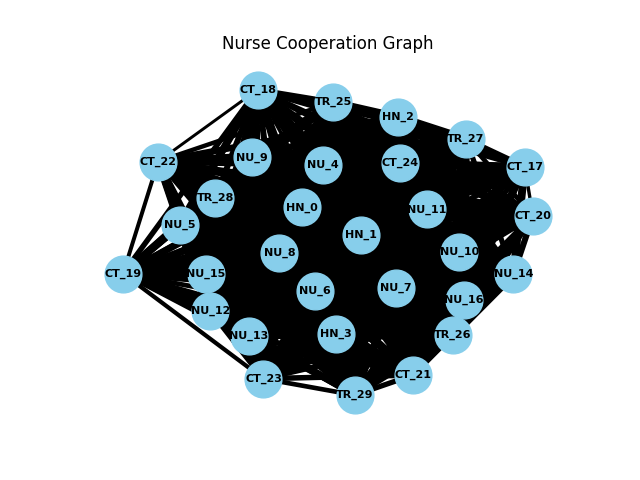 Nurse Cooperation Graph
CT_18
TR_25
HN_2
TR_27
CT_22
NU_9
NU_4
CT_24
CT_17
TR_28
HN_0
NU_11
CT_20
NU_5
HN_1
NU_8
NU_10
CT_19
NU_15
NU_14
NU_6
NU_7
NU_16
NU_12
NU_13
HN_3
TR_26
CT_23
CT_21
TR_29